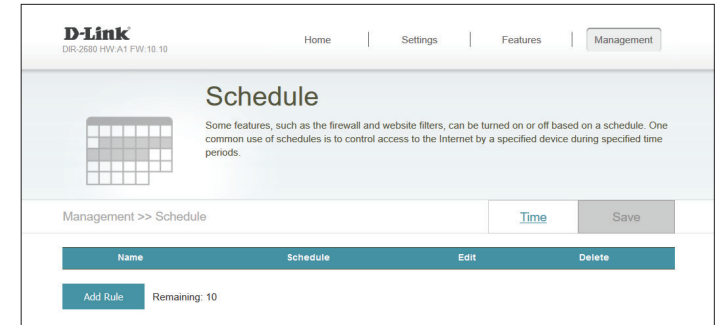 D-Link
DIR-2680 HW:A1 FW:10.10
Home
Settings
Features
Management
Schedule
Some features, such as the firewall and website filters, can be turned on or off based on a schedule. One
common use of schedules is to control access to the Internet by a specified device during specified time
periods.
Management >> Schedule
Time
Save
Name
Schedule
Edit
Delete
Add Rule
Remaining: 10